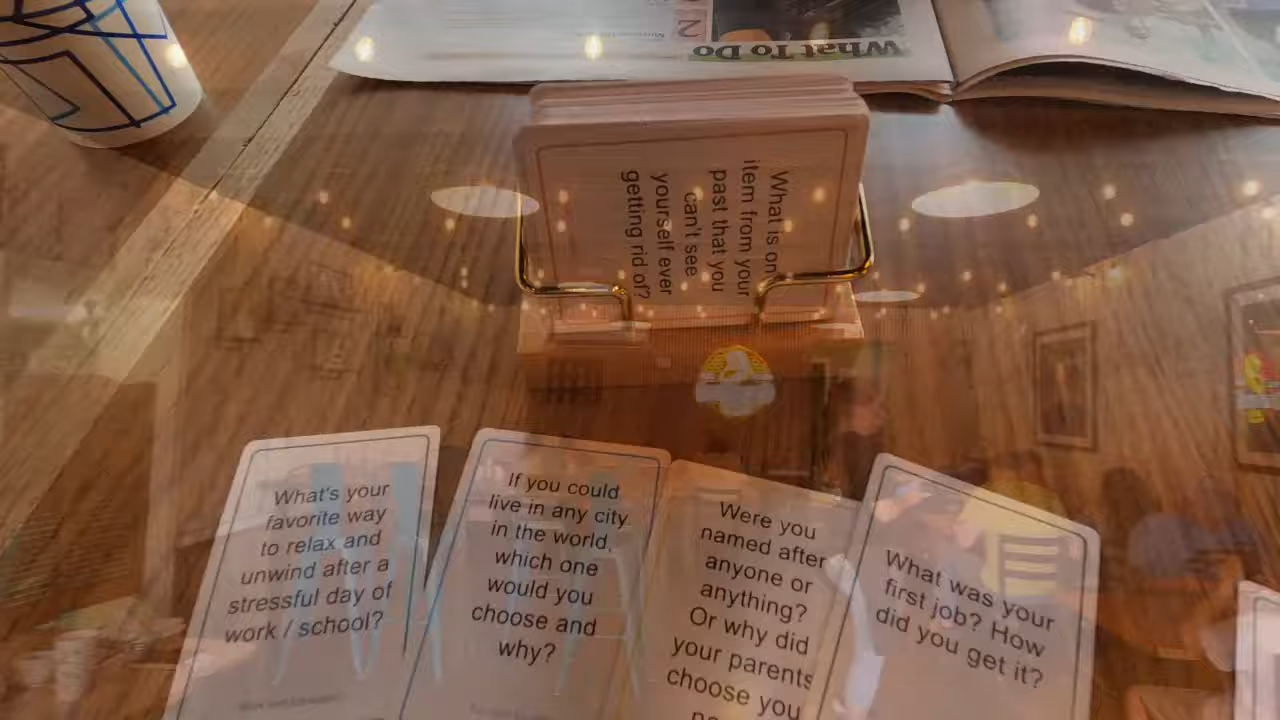 What To Do
What is on
item from your
past that you
can't see
yourself ever
getting rid of?
What's your
favorite way
to relax and
unwind after a
stressful day of
work / school?
If you could
live in any city
in the world,
which one
would you
choose and
why?
Were you
named after
anyone or
anything?
Or why did
your parents
choose you
What was your
first job? How
did you get it?